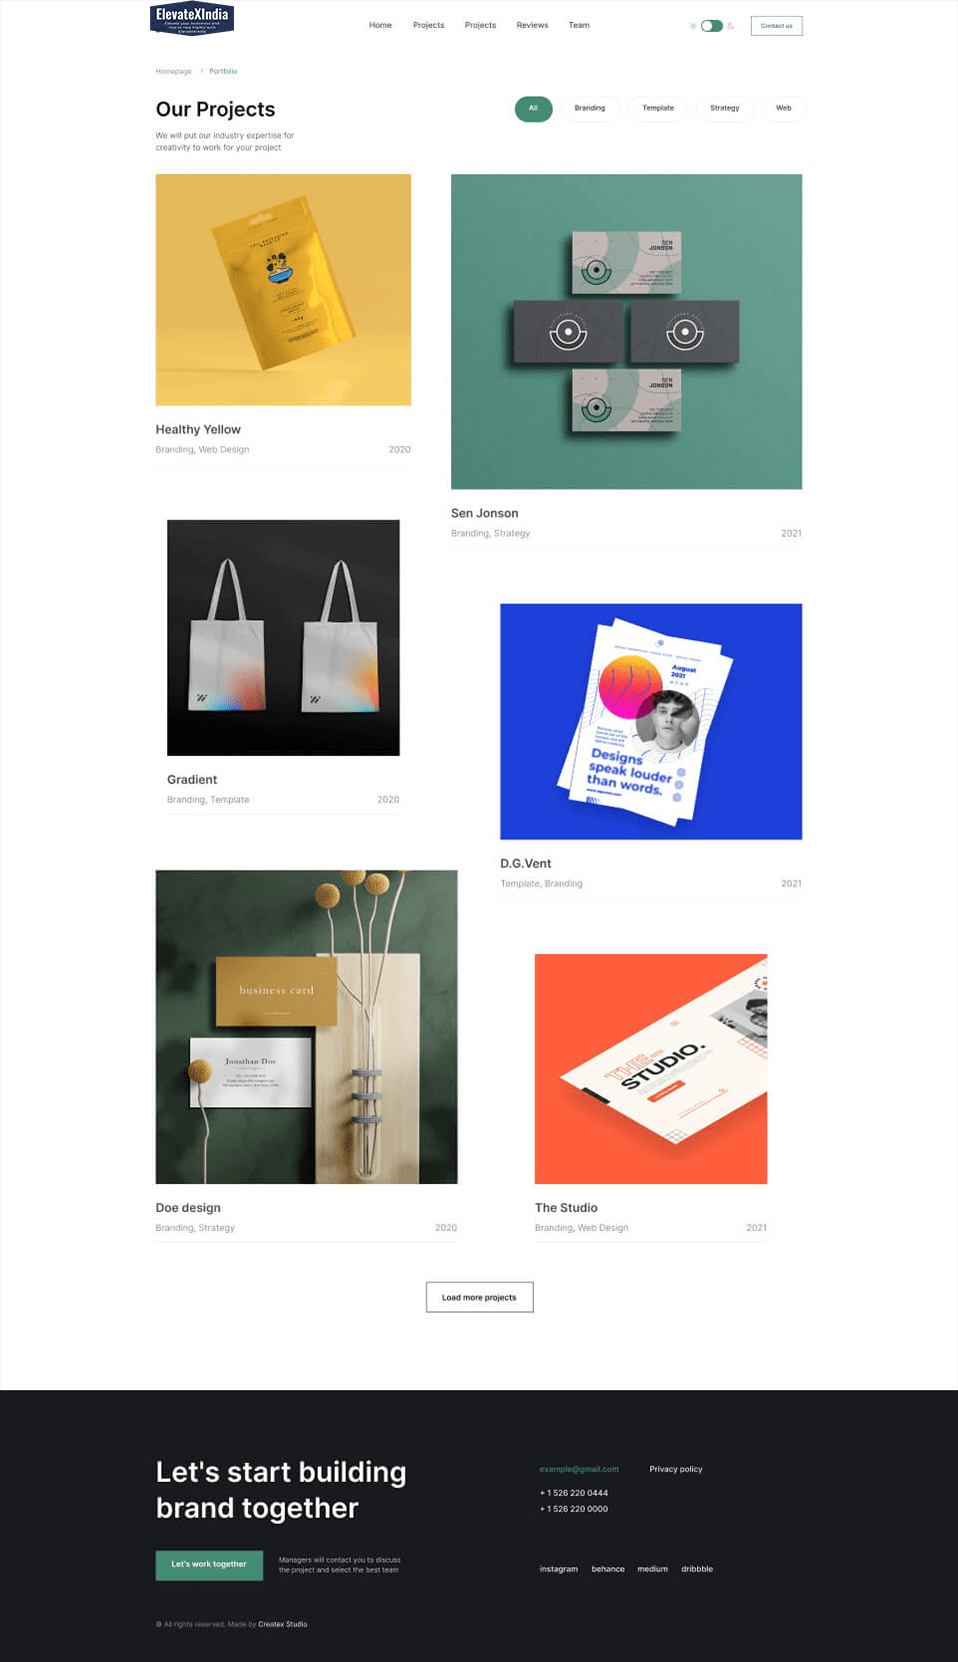 ElevateXIndia
Home Projects Projects Reviews Team
Contact us
Homepage > Portfolio
Our Projects
All Branding Template Strategy Web
We will put our industry expertise for
creativity to work for your project
SEN
JONSON
SEN
JONSON
Healthy Yellow
Branding, Web Design 2020
Sen Jonson
Branding, Strategy 2021
August
2021
Designs
speak louder
than words.
Gradient
Branding, Template 2020
D.G.Vent
Template, Branding 2021
business card
Jonathan Doe
THE
STUDIO.
Doe design
Branding, Strategy 2020
The Studio
Branding, Web Design 2021
Load more projects
Let's start building
brand together
example@gmail.com Privacy policy
+ 1 526 220 0444
+ 1 526 220 0000
Let's work together
Managers will contact you to discuss
the project and select the best team
instagram behance medium dribbble
© All rights reserved. Made by Createx Studio